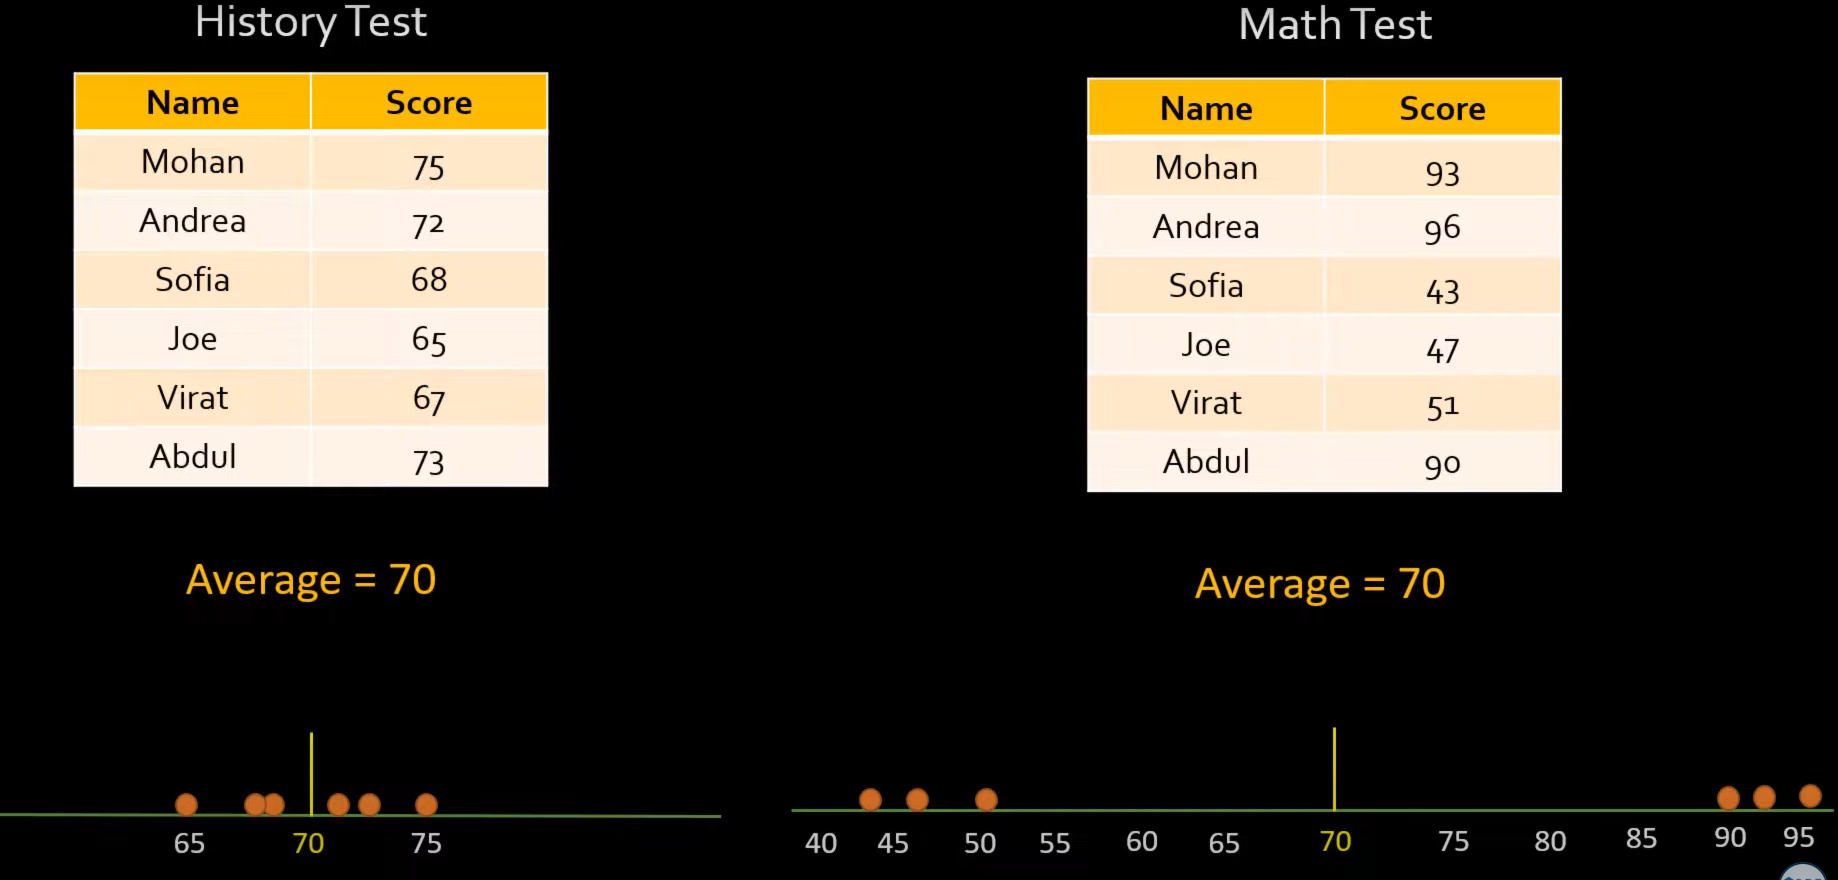 History Test
Name Score
Mohan 75
Andrea 72
Sofia 68
Joe 65
Virat 67
Abdul 73
Average = 70
65 70 75
Math Test
Name Score
Mohan 93
Andrea 96
Sofia 43
Joe 47
Virat 51
Abdul 90
Average = 70
40 45 50 55 60 65 70 75 80 85 90 95